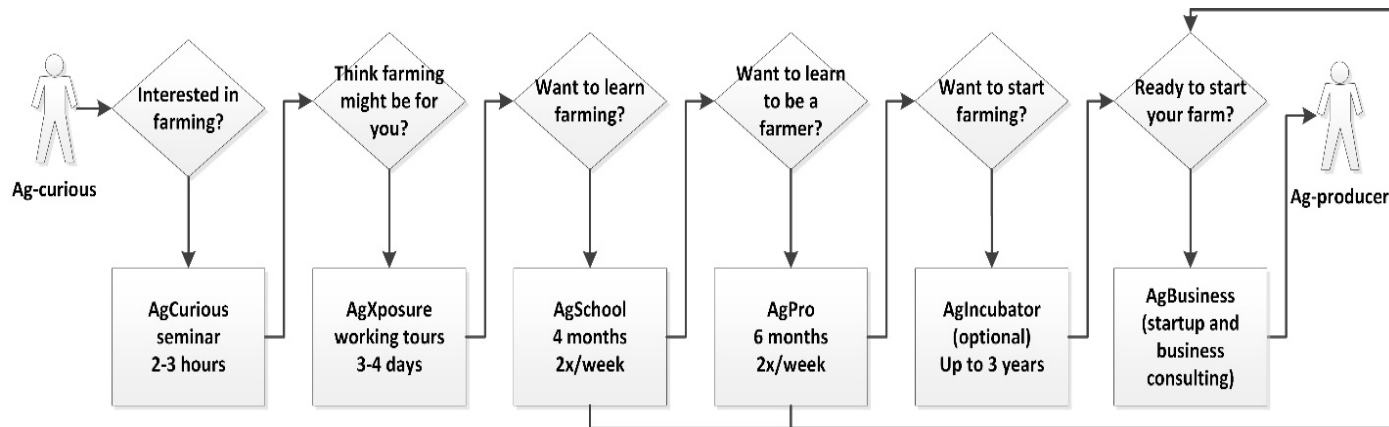 Ag-curious
Interested in
farming?
AgCurious
seminar
2-3 hours
Think farming
might be for
you?
AgXposure
working tours
3-4 days
Want to learn
farming?
AgSchool
4 months
2x/week
Want to learn
to be a
farmer?
AgPro
6 months
2x/week
Want to start
farming?
AgIncubator
(optional)
Up to 3 years
Ready to start
your farm?
AgBusiness
(startup and
business
consulting)
Ag-producer